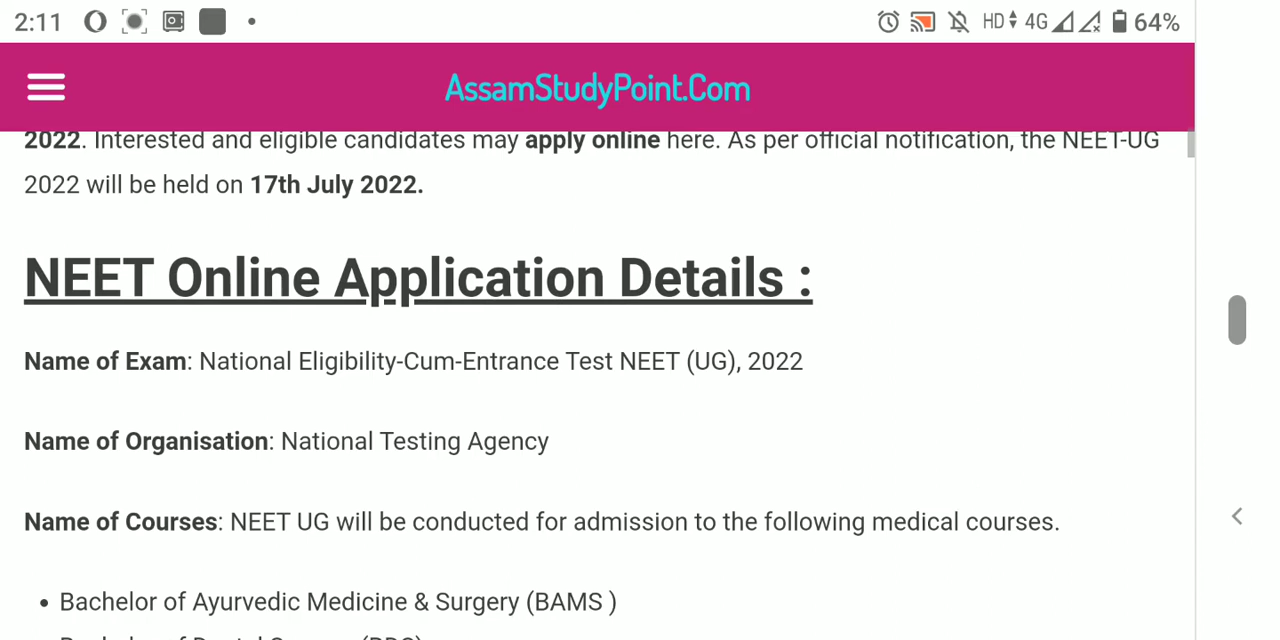 2:11 HD 4G 64%
AssamStudyPoint.Com
2022. Interested and eligible candidates may apply online here. As per official notification, the NEET-UG
2022 will be held on 17th July 2022.
NEET Online Application Details :
Name of Exam: National Eligibility-Cum-Entrance Test NEET (UG), 2022
Name of Organisation: National Testing Agency
Name of Courses: NEET UG will be conducted for admission to the following medical courses.
• Bachelor of Ayurvedic Medicine & Surgery (BAMS )